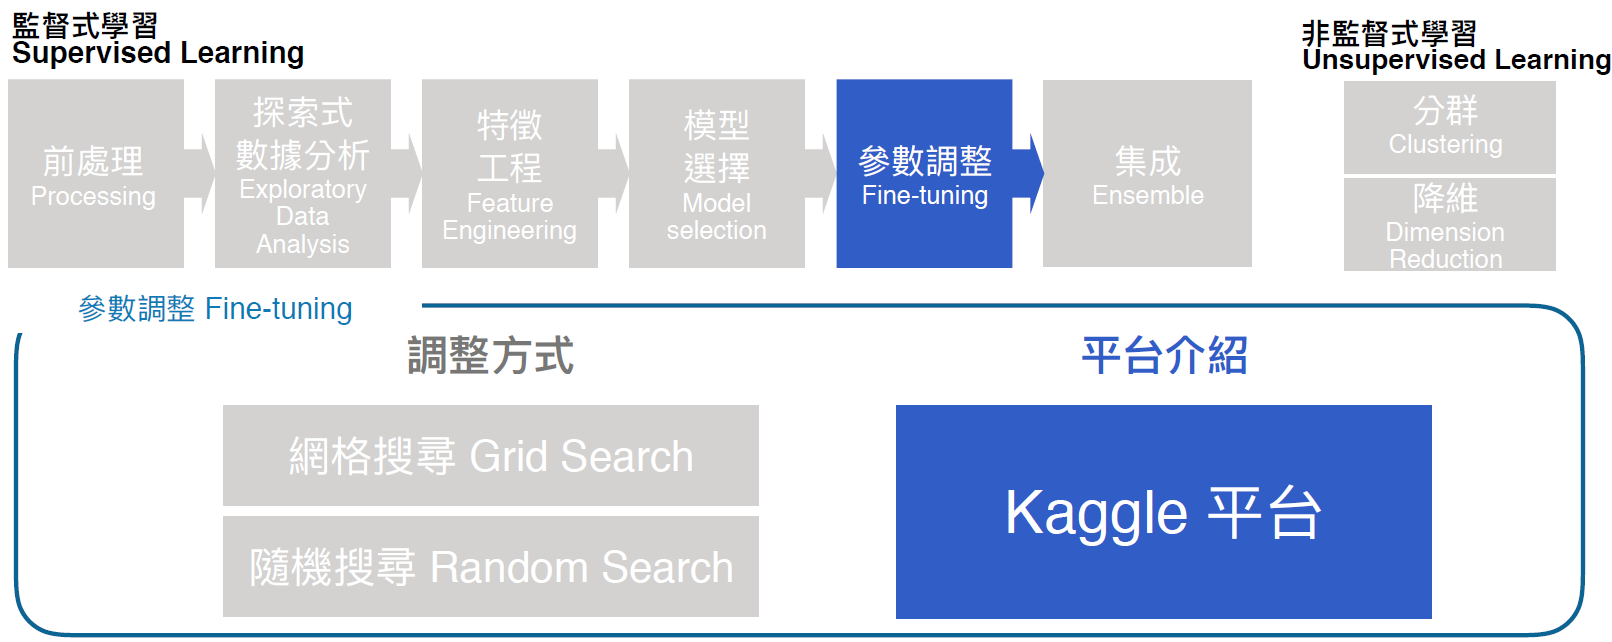 監督式學習
Supervised Learning
非監督式學習
Unsupervised Learning
前處理
Processing
探索式
數據分析
Exploratory
Data
Analysis
特徵
工程
Feature
Engineering
模型
選擇
Model
selection
參數調整
Fine-tuning
集成
Ensemble
分群
Clustering
降維
Dimension
Reduction
參數調整 Fine-tuning
調整方式
網格搜尋 Grid Search
隨機搜尋 Random Search
平台介紹
Kaggle 平台